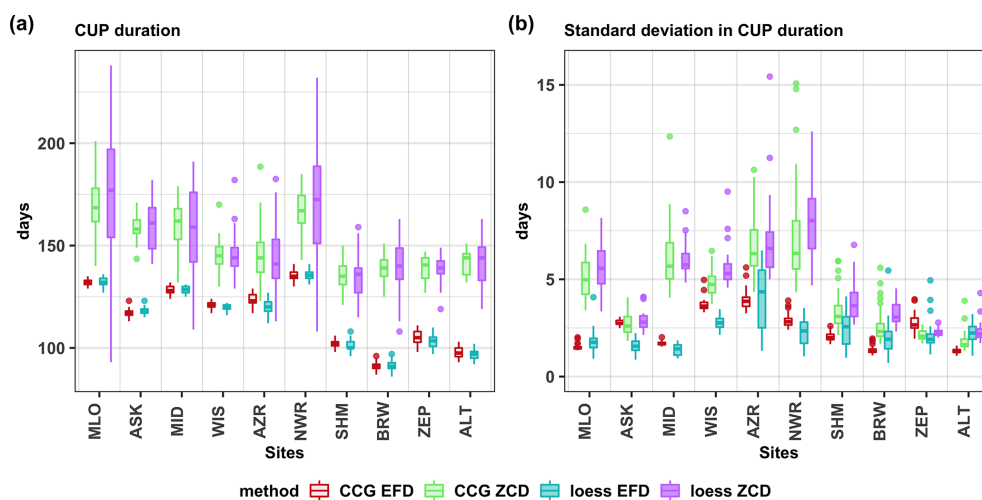 (a) CUP duration
days
200
150
100
MLO ASK MID WIS AZR NWR SHM BRW ZEP ALT
Sites
(b) Standard deviation in CUP duration
days
15
10
5
0
MLO ASK MID WIS AZR NWR SHM BRW ZEP ALT
Sites
method CCG EFD CCG ZCD loess EFD loess ZCD